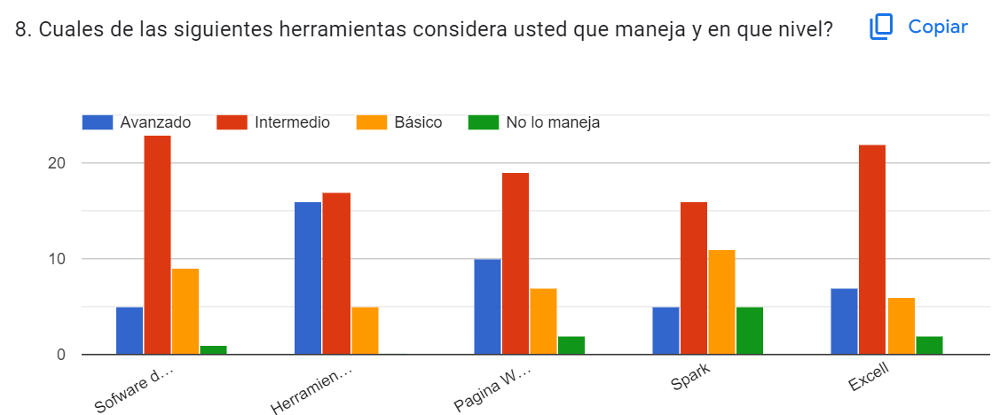 8. Cuales de las siguientes herramientas considera usted que maneja y en que nivel?
Copiar
Avanzado Intermedio Básico No lo maneja
20
10
0
Sofware d...
Herramien...
Pagina W...
Spark
Excell